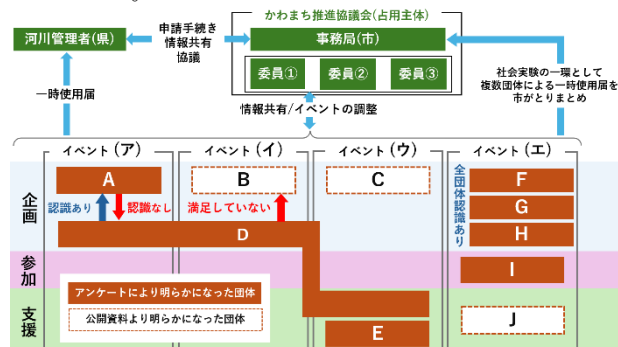 かわまち推進協議会(占用主体)
河川管理者(県)
申請手続き
情報共有
協議
事務局(市)
委員①
委員②
委員③
一時使用届
情報共有/イベントの調整
社会実験の一環として
複数団体による一時使用届を
市がとりまとめ
イベント(ア)
イベント(イ)
イベント(ウ)
イベント(エ)
企画
A
B
C
F
G
H
全団体認識あり
認識あり
認識なし
満足していない
D
参加
I
アンケートにより明らかになった団体
公開資料より明らかになった団体
支援
E
J